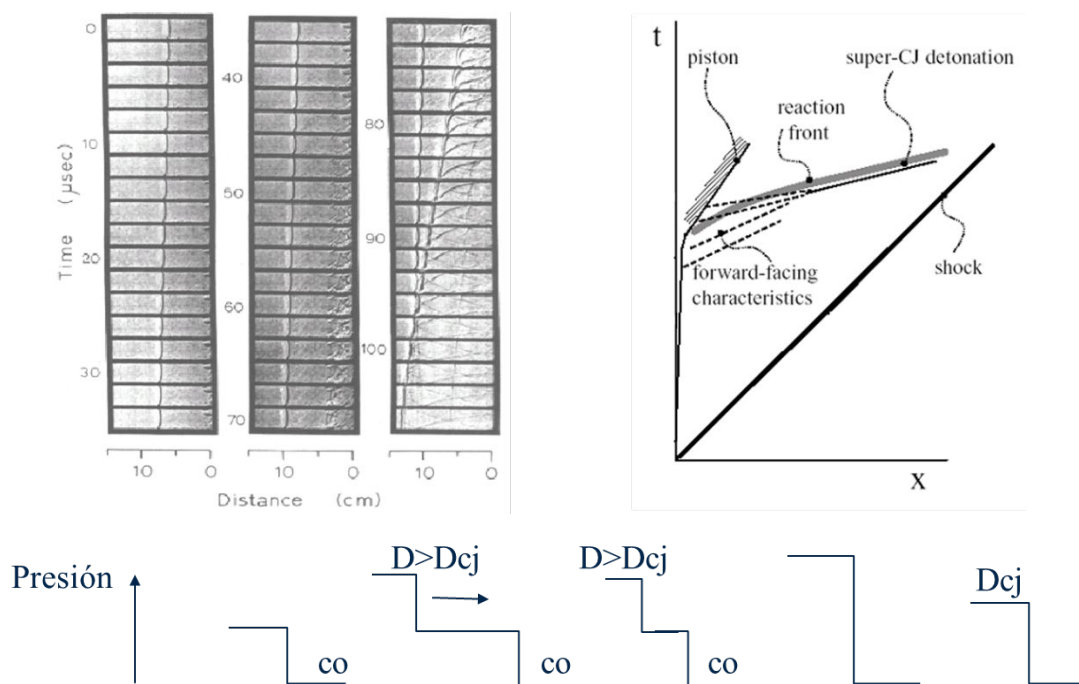 0
10
20
30
Time (μsec)
40
50
60
70
80
90
100
10 0
10 0
10 0
Distance (cm)
t
piston
super-CJ detonation
reaction
front
forward-facing
characteristics
shock
X
Presión
D>Dcj
D>Dcj
Dcj
co
co
co